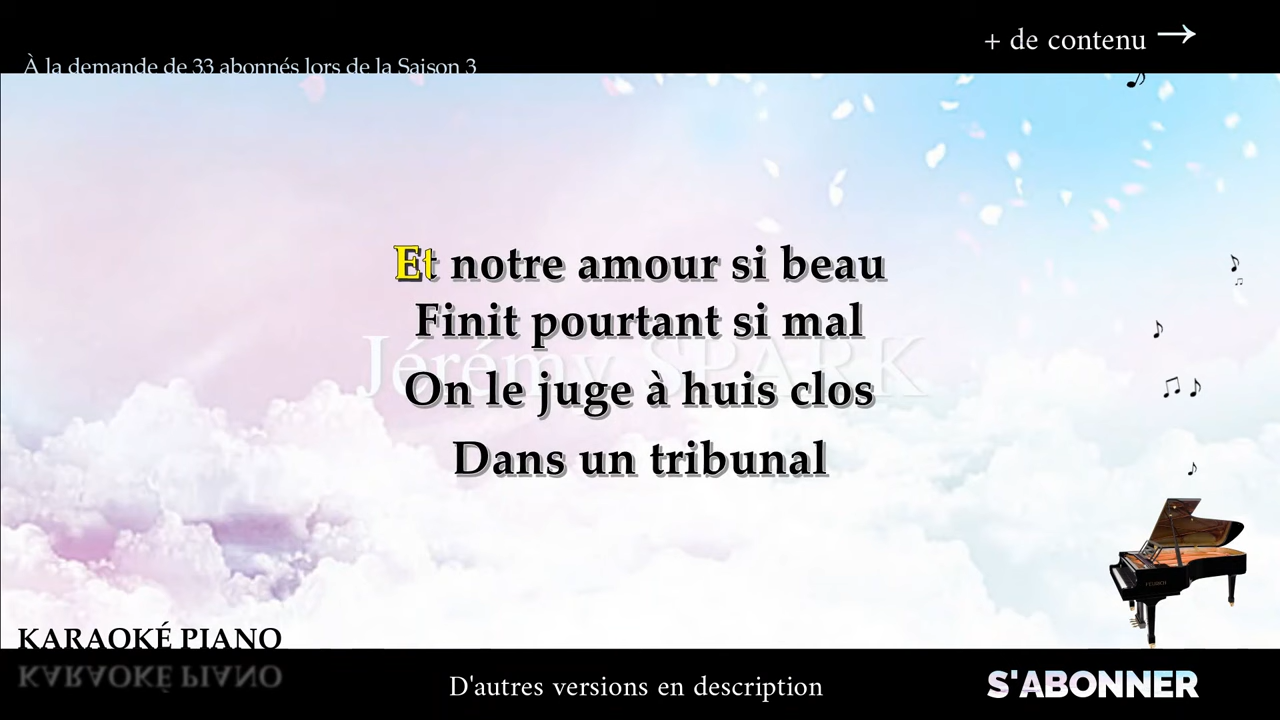 + de contenu →
À la demande de 33 abonnés lors de la Saison 3
Et notre amour si beau
Finit pourtant si mal
Jérémy SPARK
On le juge à huis clos
Dans un tribunal
KARAOKÉ PIANO
D'autres versions en description
S'ABONNER